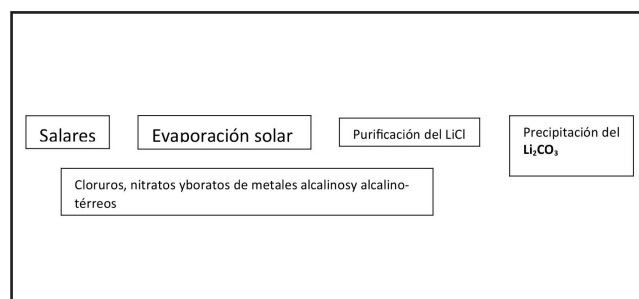 Salares
Evaporación solar
Purificación del LiCl
Precipitación del
Li₂CO₃
Cloruros, nitratos yboratos de metales alcalinosy alcalino-
térreos